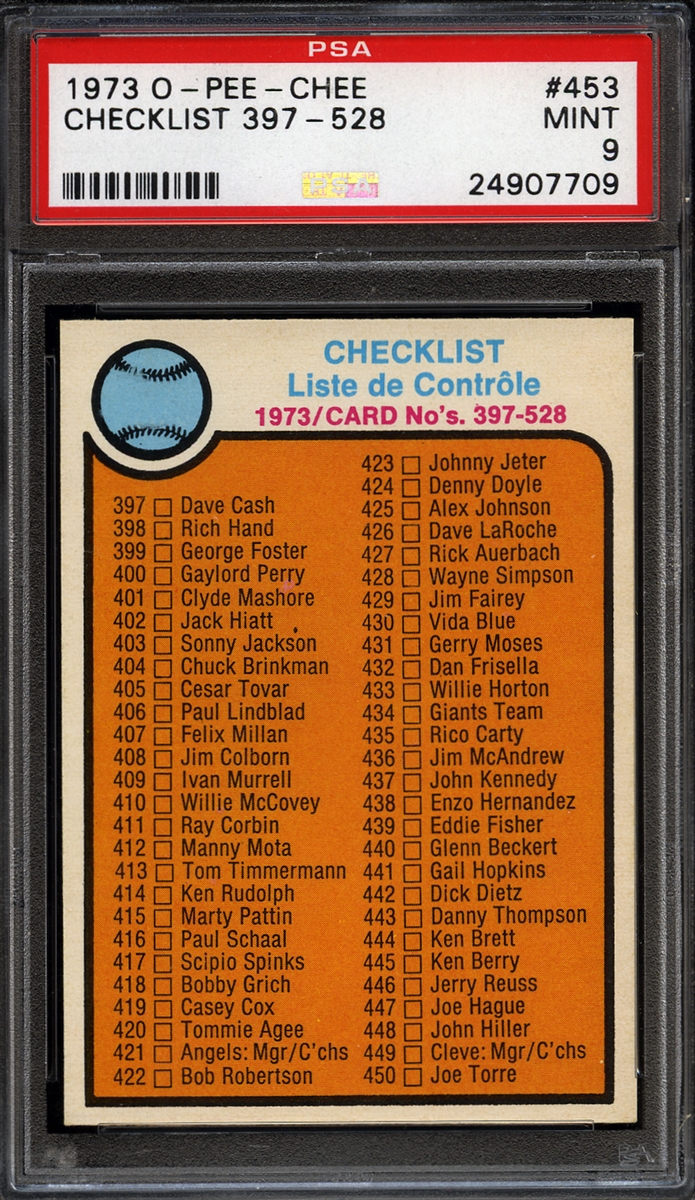 PSA
1973 O-PEE-CHEE #453
CHECKLIST 397-528 MINT
9
24907709
CHECKLIST
Liste de Contrôle
1973/CARD No's. 397-528
397 Dave Cash
398 Rich Hand
399 George Foster
400 Gaylord Perry
401 Clyde Mashore
402 Jack Hiatt
403 Sonny Jackson
404 Chuck Brinkman
405 Cesar Tovar
406 Paul Lindblad
407 Felix Millan
408 Jim Colborn
409 Ivan Murrell
410 Willie McCovey
411 Ray Corbin
412 Manny Mota
413 Tom Timmermann
414 Ken Rudolph
415 Marty Pattin
416 Paul Schaal
417 Scipio Spinks
418 Bobby Grich
419 Casey Cox
420 Tommie Agee
421 Angels: Mgr/C'chs
422 Bob Robertson
423 Johnny Jeter
424 Denny Doyle
425 Alex Johnson
426 Dave LaRoche
427 Rick Auerbach
428 Wayne Simpson
429 Jim Fairey
430 Vida Blue
431 Gerry Moses
432 Dan Frisella
433 Willie Horton
434 Giants Team
435 Rico Carty
436 Jim McAndrew
437 John Kennedy
438 Enzo Hernandez
439 Eddie Fisher
440 Glenn Beckert
441 Gail Hopkins
442 Dick Dietz
443 Danny Thompson
444 Ken Brett
445 Ken Berry
446 Jerry Reuss
447 Joe Hague
448 John Hiller
449 Cleve: Mgr/C'chs
450 Joe Torre